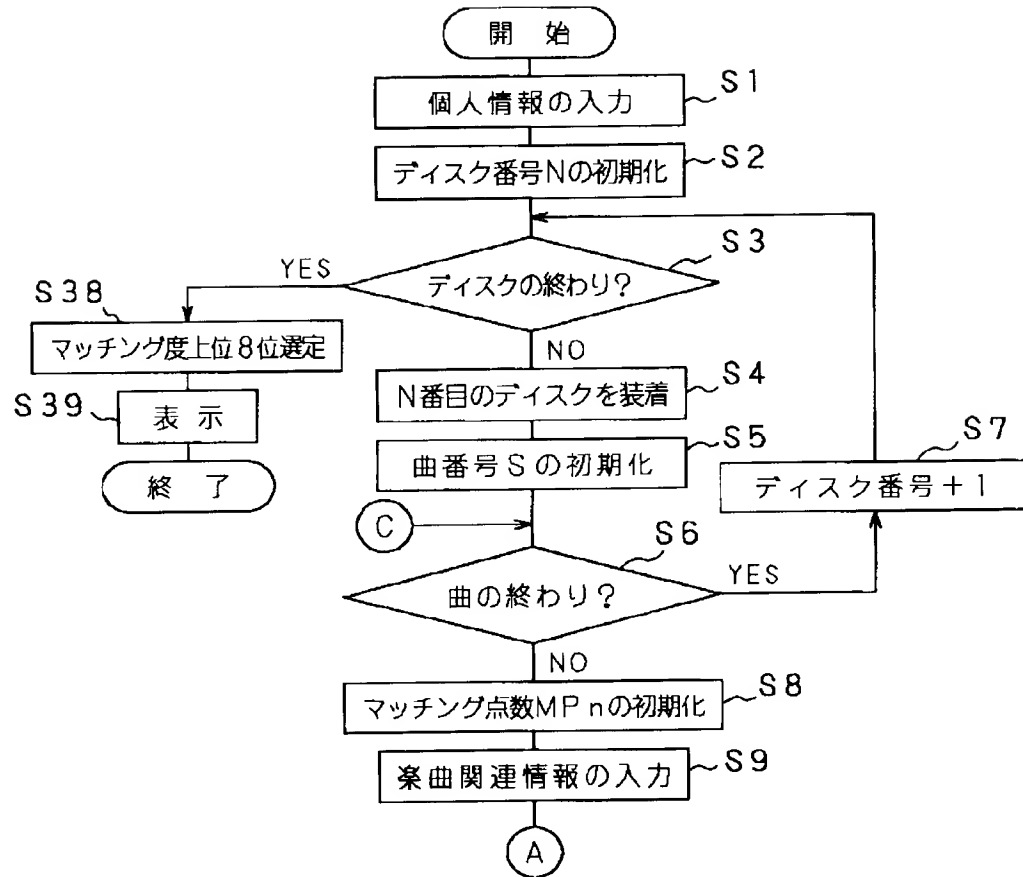 開 始
個人情報の入力
S1
ディスク番号Nの初期化
S2
ディスクの終わり?
S3
YES
NO
S38
マッチング度上位8位選定
S39
表 示
終 了
N番目のディスクを装着
S4
曲番号Sの初期化
S5
C
曲の終わり?
S6
YES
S7
ディスク番号+1
NO
マッチング点数MPnの初期化
S8
楽曲関連情報の入力
S9
A